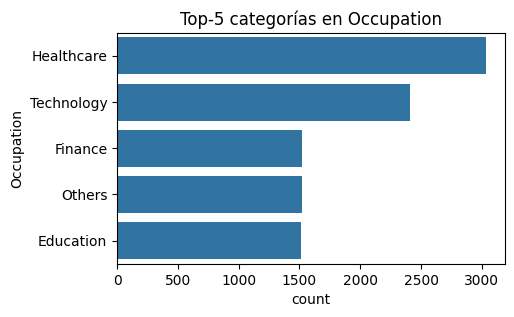 Top-5 categorías en Occupation
Occupation
Healthcare
Technology
Finance
Others
Education
0 500 1000 1500 2000 2500 3000
count